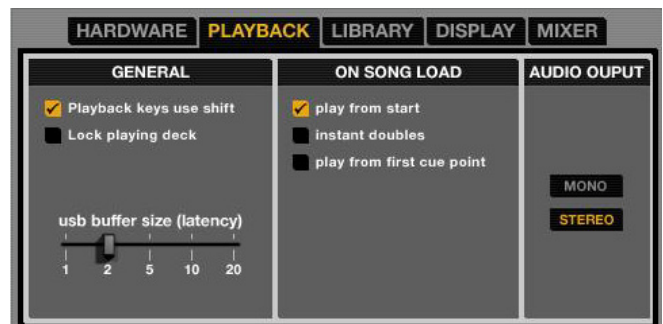 HARDWARE PLAYBACK LIBRARY DISPLAY MIXER
GENERAL
Playback keys use shift
Lock playing deck
usb buffer size (latency)
1 2 5 10 20
ON SONG LOAD
play from start
instant doubles
play from first cue point
AUDIO OUPUT
MONO
STEREO